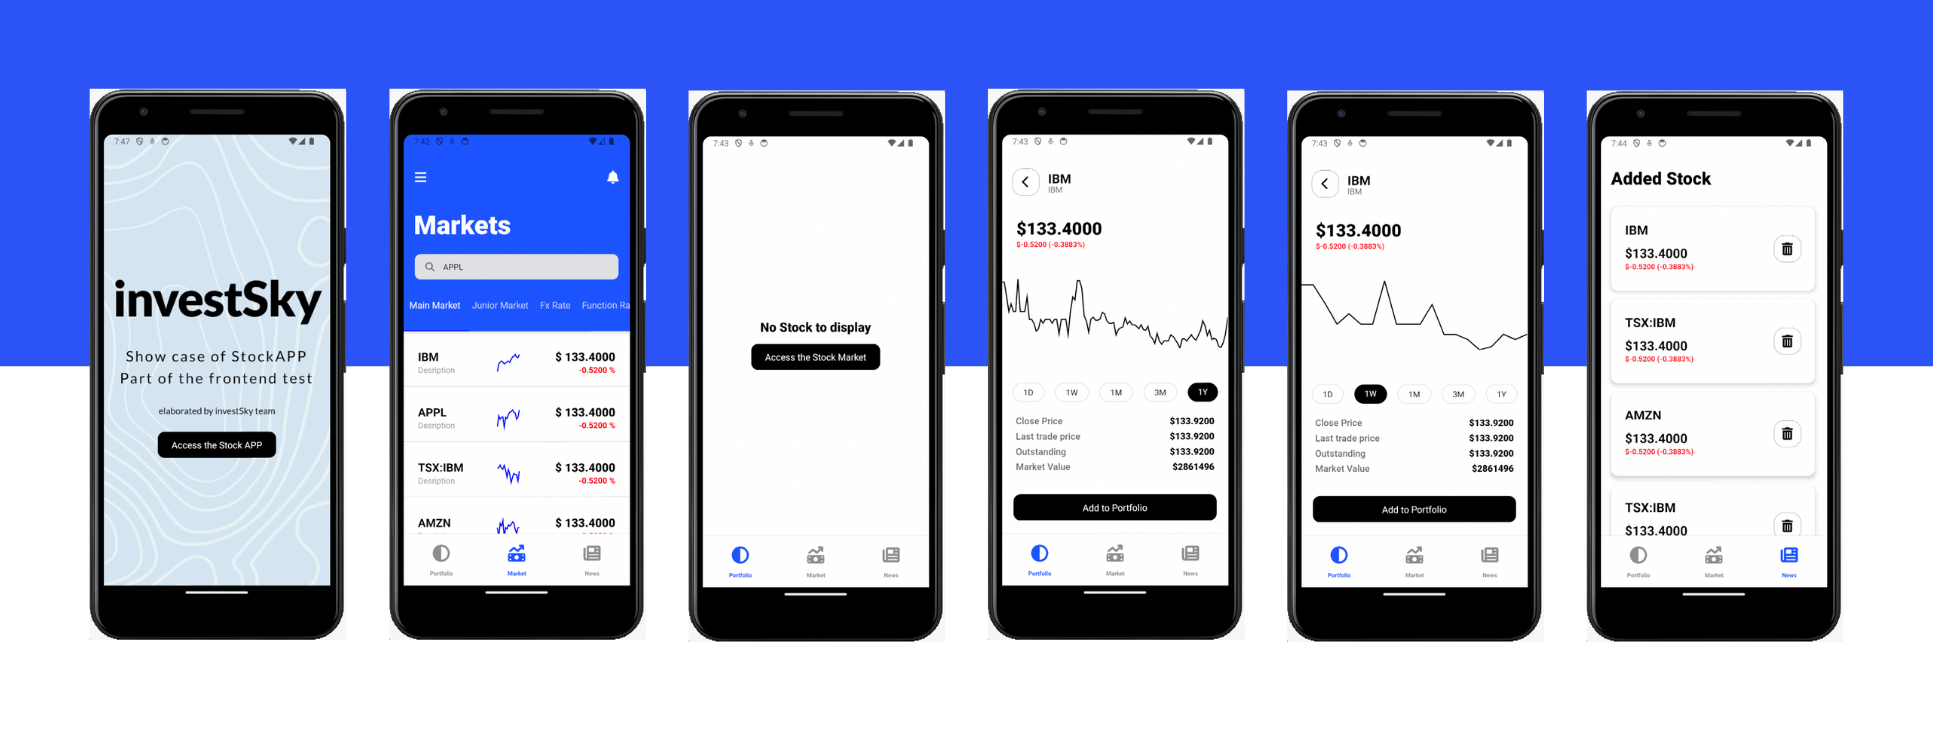 7:47
investSky
Show case of StockAPP
Part of the frontend test
elaborated by investSky team
Access the Stock APP
7:42
Markets
APPL
Main Market Junior Market Fx Rate Function Ra
IBM $ 133.4000
Desription -0.5200 %
APPL $ 133.4000
Desription -0.5200 %
TSX:IBM $ 133.4000
Desription -0.5200 %
AMZN $ 133.4000
Portfolio Market News
7:43
No Stock to display
Access the Stock Market
Portfolio Market News
7:43
IBM
IBM
$133.4000
$-0.5200 (-0.3883%)
1D 1W 1M 3M 1Y
Close Price $133.9200
Last trade price $133.9200
Outstanding $133.9200
Market Value $2861496
Add to Portfolio
Portfolio Market News
7:43
IBM
IBM
$133.4000
$-0.5200 (-0.3883%)
1D 1W 1M 3M 1Y
Close Price $133.9200
Last trade price $133.9200
Outstanding $133.9200
Market Value $2861496
Add to Portfolio
Portfolio Market News
7:44
Added Stock
IBM
$133.4000
$-0.5200 (-0.3883%)
TSX:IBM
$133.4000
$-0.5200 (-0.3883%)
AMZN
$133.4000
$-0.5200 (-0.3883%)
TSX:IBM
$133.4000
Portfolio Market News